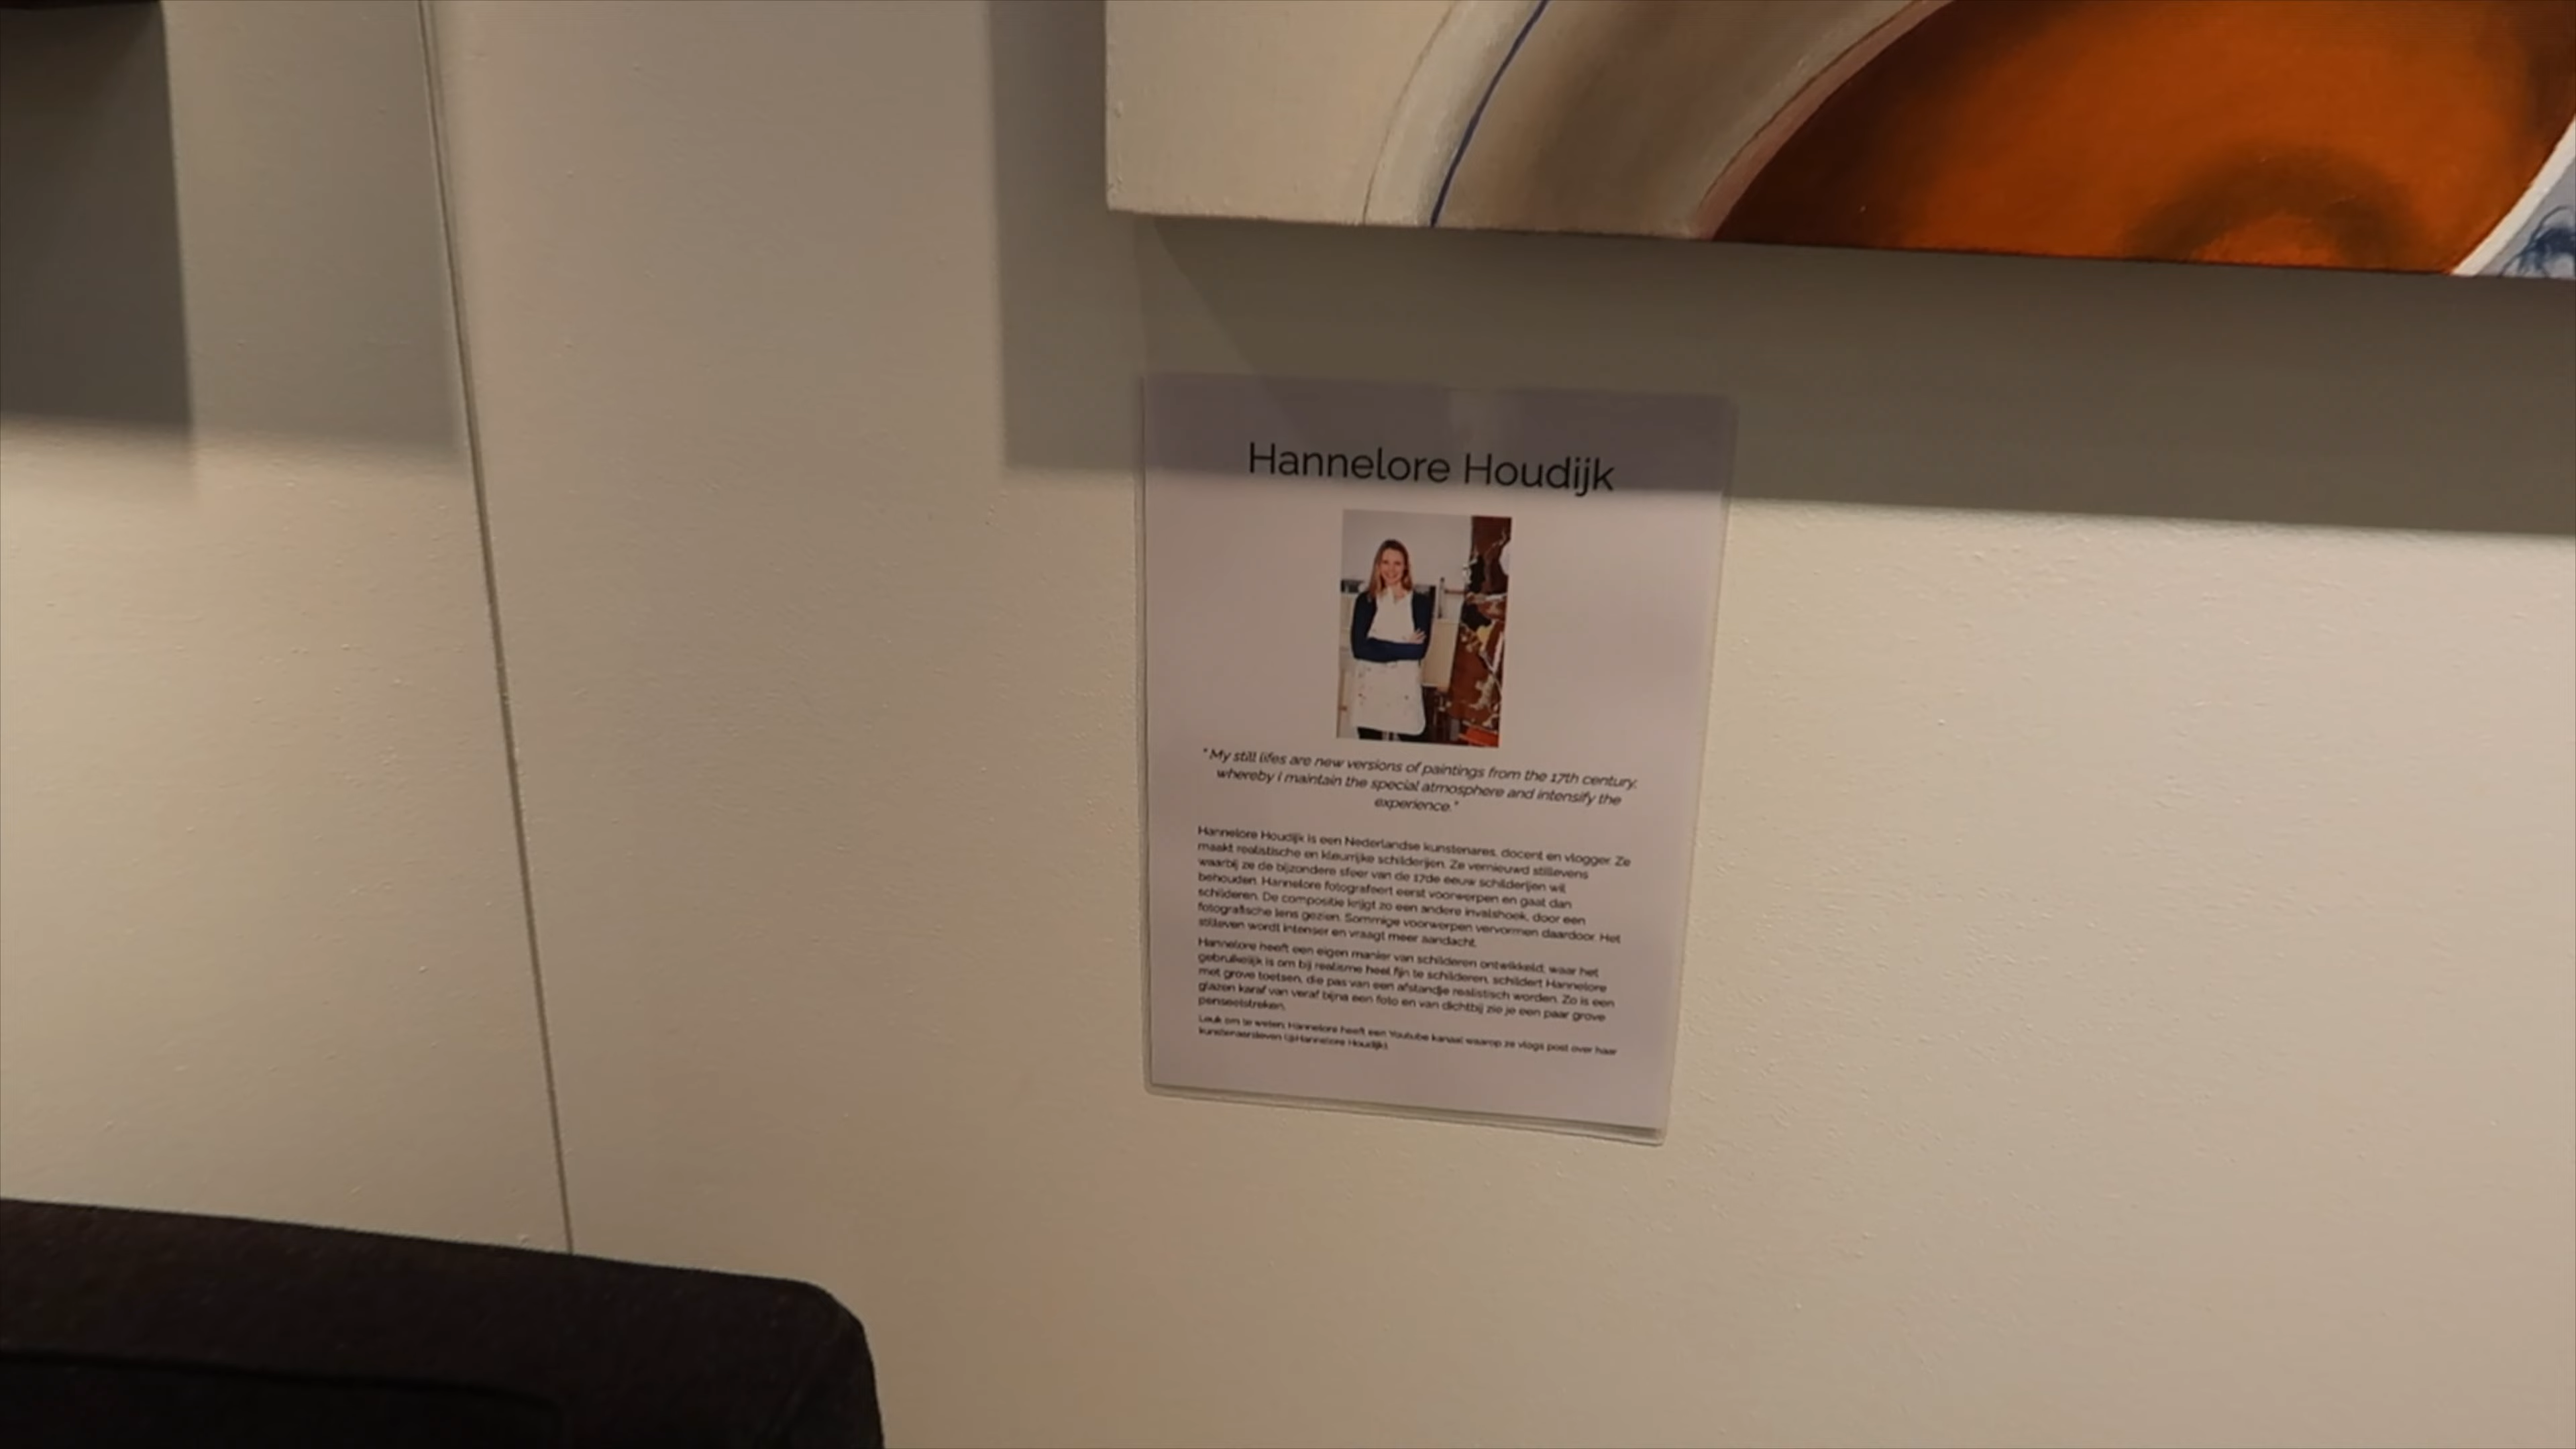 Hannelore Houdijk
" My still lifes are new versions of paintings from the 17th century,
whereby I maintain the special atmosphere and intensify the
experience."
Hannelore Houdijk is een Nederlandse kunstenares, docent en vlogger. Ze
maakt realistische en kleurrijke schilderijen. Ze vernieuwd stillevens
waarbij ze de bijzondere sfeer van de 17de eeuw schilderijen wil
behouden. Hannelore fotografeert eerst voorwerpen en gaat dan
schilderen. De compositie krijgt zo een andere invalshoek, door een
fotografische lens gezien. Sommige voorwerpen vervormen daardoor. Het
stilleven wordt intenser en vraagt meer aandacht.
Hannelore heeft een eigen manier van schilderen ontwikkeld; waar het
gebruikelijk is om bij realisme heel fijn te schilderen, schildert Hannelore
met grove toetsen, die pas van een afstandje realistisch worden. Zo is een
glazen karaf van veraf bijna een foto en van dichtbij zie je een paar grove
penseelstreken.
Leuk om te weten: Hannelore heeft een Youtube kanaal waarop ze vlogs post over haar
kunstenaarsleven (@Hannelore Houdijk).